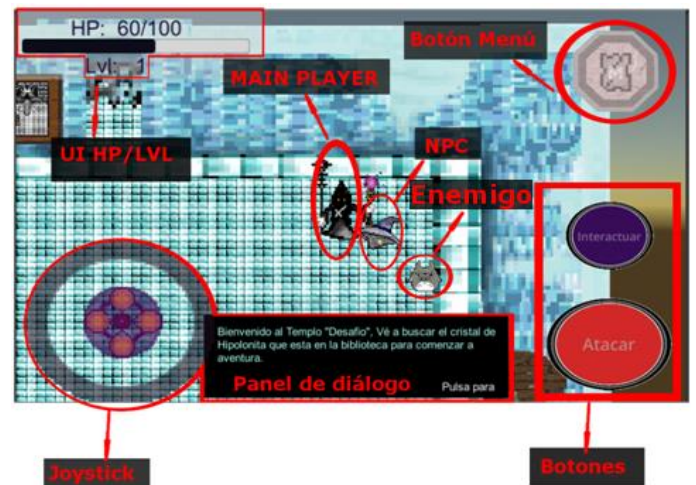 HP: 60/100
Lvl: 1
Botón Menú
MAIN PLAYER
UI HP/LVL
NPC
Enemigo
Interactuar
Bienvenido al Templo "Desafio", Vé a buscar el cristal de
Hipolonita que esta en la biblioteca para comenzar a
aventura.
Atacar
Panel de diálogo
Pulsa para
Joystick
Botones